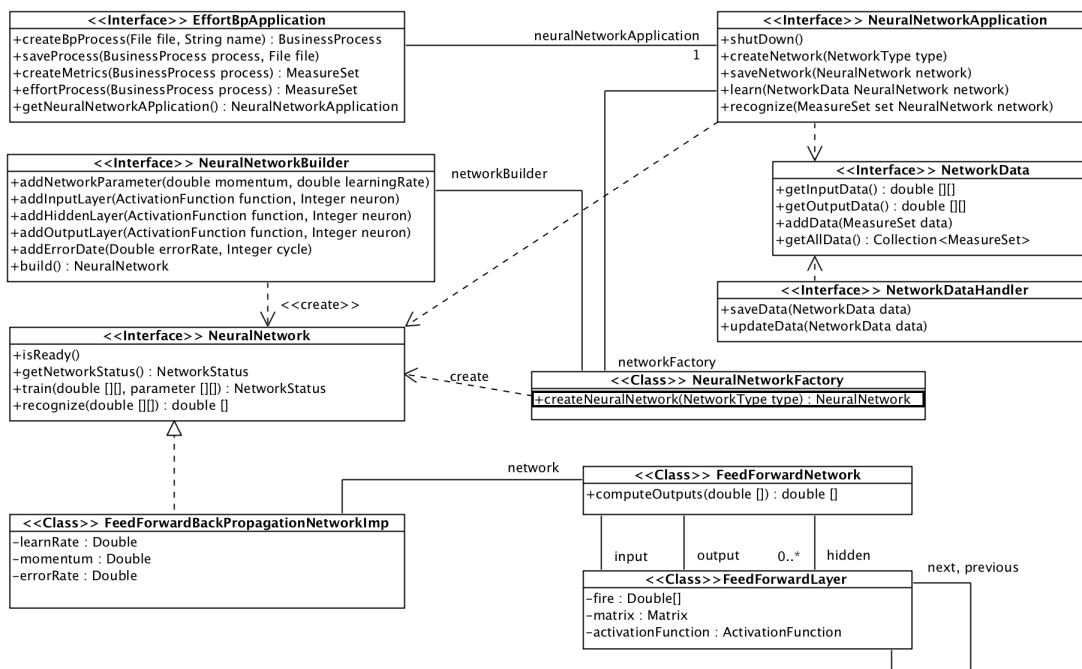 <<Interface>> EffortBpApplication
+createBpProcess(File file, String name) : BusinessProcess
+saveProcess(BusinessProcess process, File file)
+createMetrics(BusinessProcess process) : MeasureSet
+effortProcess(BusinessProcess process) : MeasureSet
+getNeuralNetworkAPplication() : NeuralNetworkApplication
neuralNetworkApplication
1
<<Interface>> NeuralNetworkApplication
+shutDown()
+createNetwork(NetworkType type)
+saveNetwork(NeuralNetwork network)
+learn(NetworkData NeuralNetwork network)
+recognize(MeasureSet set NeuralNetwork network)
<<Interface>> NeuralNetworkBuilder
+addNetworkParameter(double momentum, double learningRate)
+addInputLayer(ActivationFunction function, Integer neuron)
+addHiddenLayer(ActivationFunction function, Integer neuron)
+addOutputLayer(ActivationFunction function, Integer neuron)
+addErrorDate(Double errorRate, Integer cycle)
+build() : NeuralNetwork
networkBuilder
<<Interface>> NetworkData
+getInputData() : double [][]
+getOutputData() : double [][]
+addData(MeasureSet data)
+getAllData() : Collection<MeasureSet>
<<create>>
<<Interface>> NetworkDataHandler
+saveData(NetworkData data)
+updateData(NetworkData data)
<<Interface>> NeuralNetwork
+isReady()
+getNetworkStatus() : NetworkStatus
+train(double [][], parameter [][]) : NetworkStatus
+recognize(double [][]) : double []
create
networkFactory
<<Class>> NeuralNetworkFactory
+createNeuralNetwork(NetworkType type) : NeuralNetwork
network
<<Class>> FeedForwardNetwork
+computeOutputs(double []) : double []
<<Class>> FeedForwardBackPropagationNetworkImp
-learnRate : Double
-momentum : Double
-errorRate : Double
input
output
0..*
hidden
next, previous
<<Class>>FeedForwardLayer
-fire : Double[]
-matrix : Matrix
-activationFunction : ActivationFunction